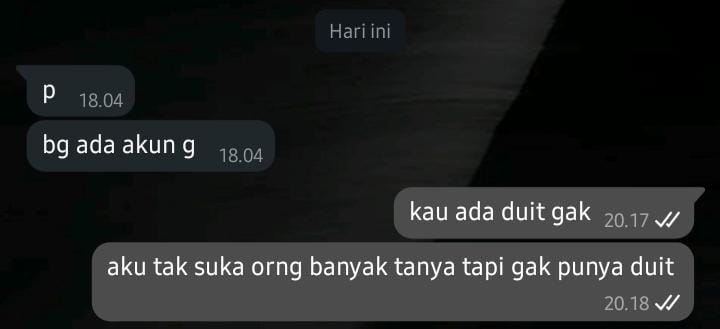 Hari ini
p 18.04
bg ada akun g 18.04
kau ada duit gak 20.17
aku tak suka orng banyak tanya tapi gak punya duit
20.18